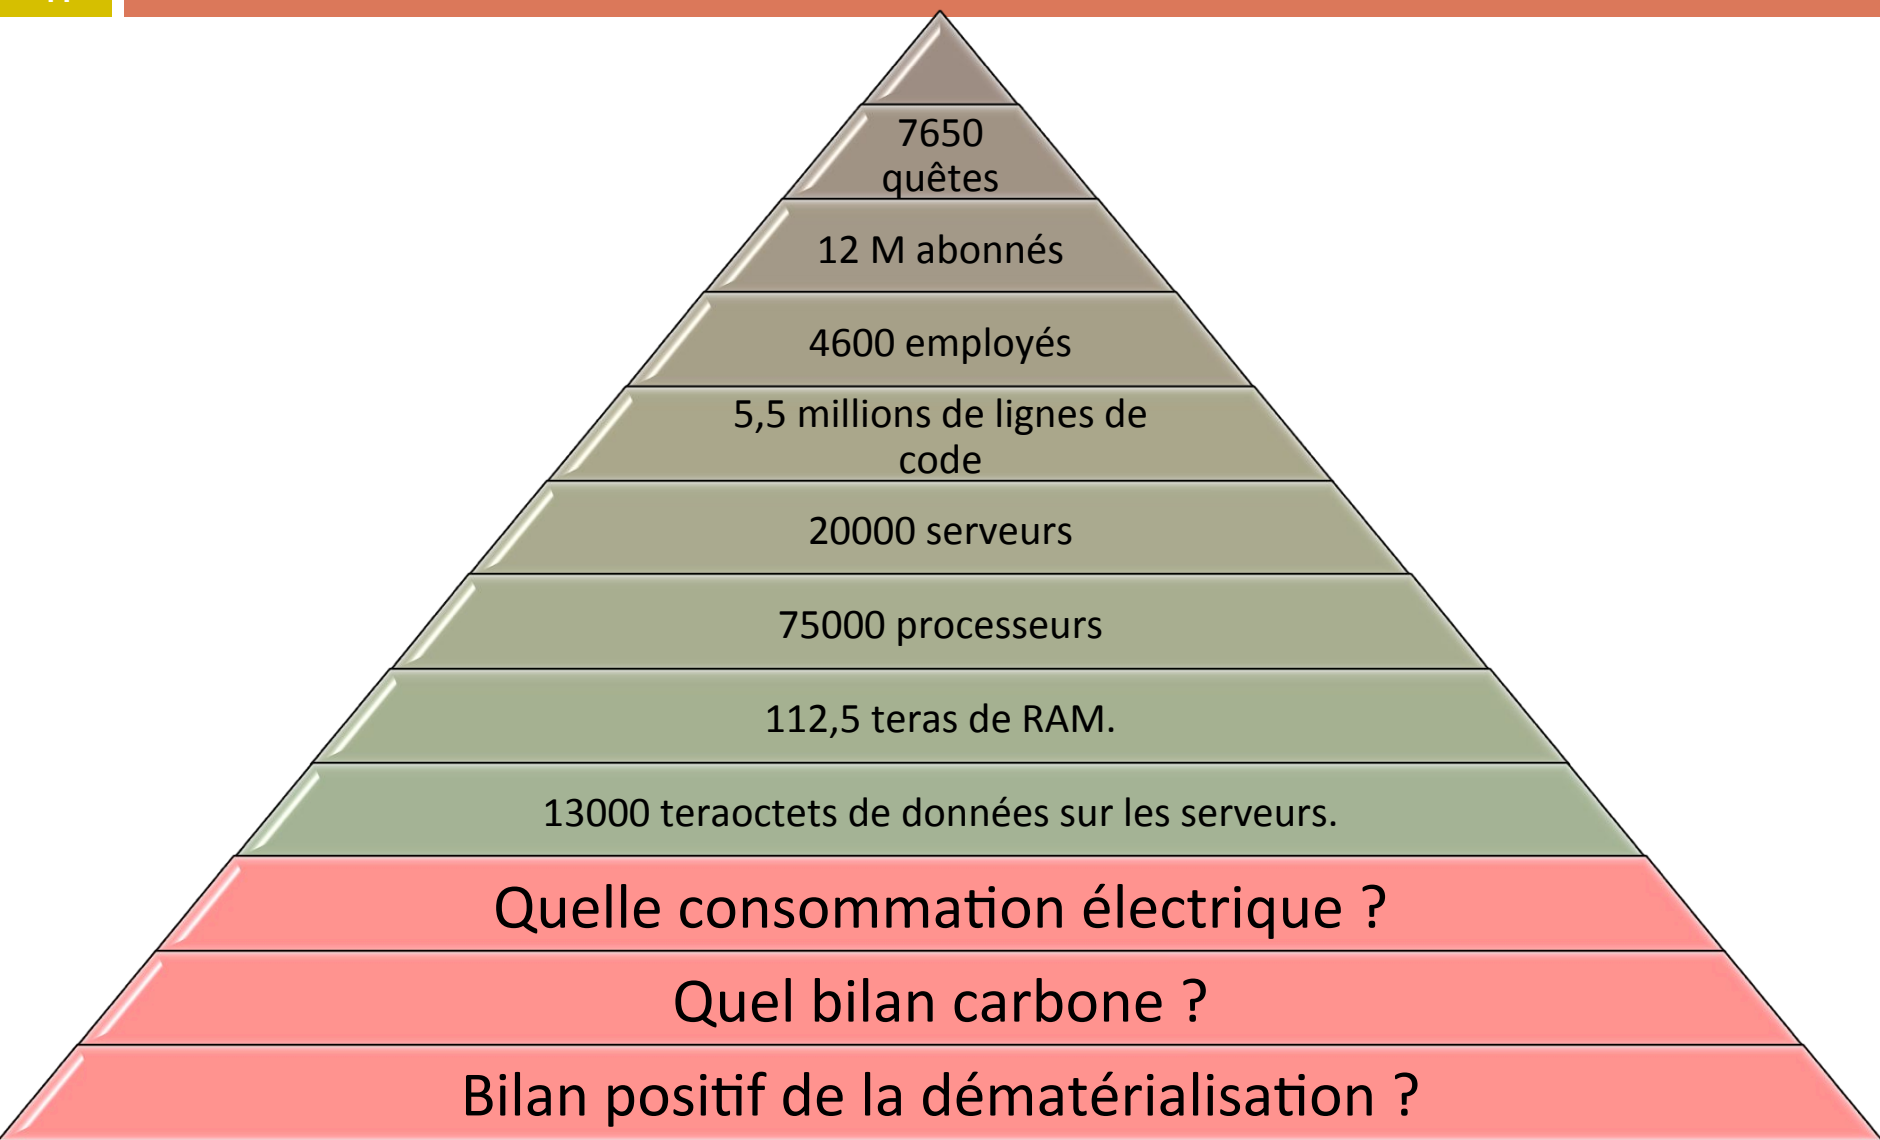 7650
quêtes
12 M abonnés
4600 employés
5,5 millions de lignes de
code
20000 serveurs
75000 processeurs
112,5 teras de RAM.
13000 teraoctets de données sur les serveurs.
Quelle consommation électrique ?
Quel bilan carbone ?
Bilan positif de la dématérialisation ?